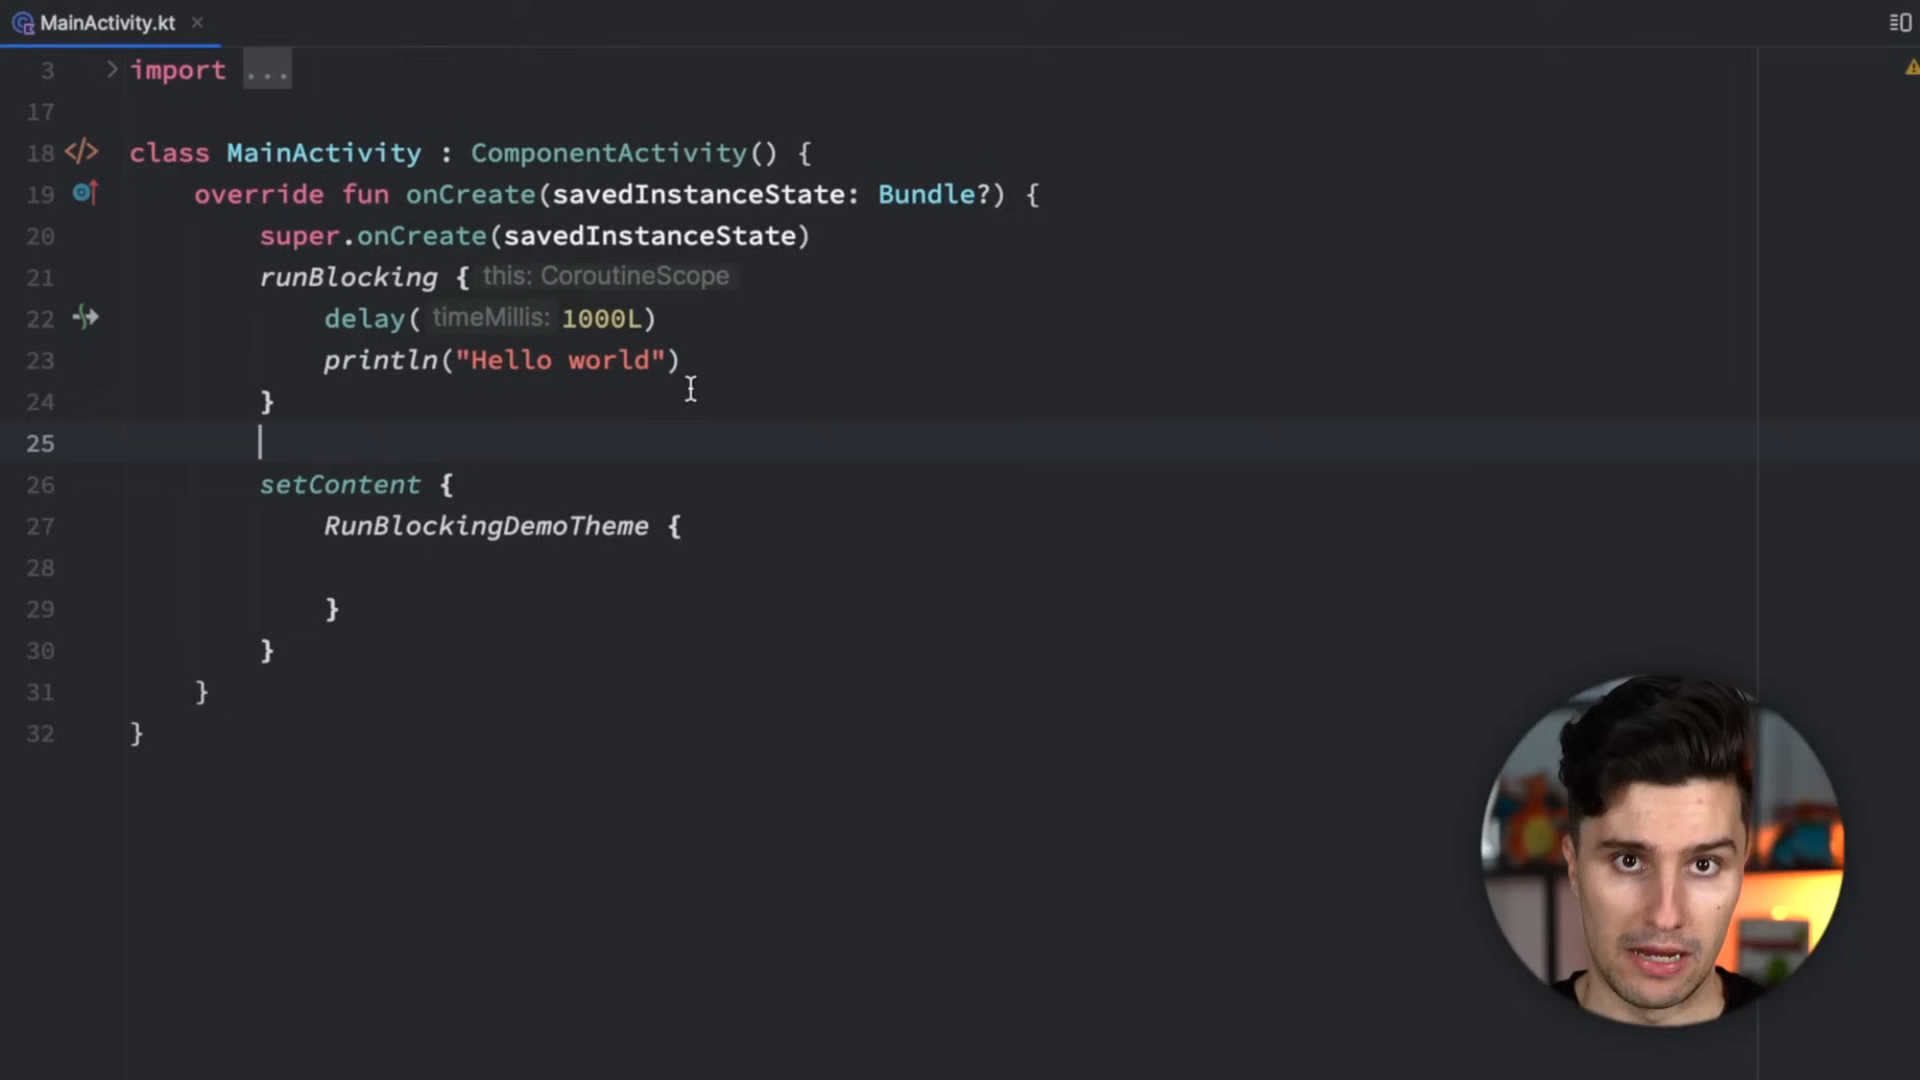 MainActivity.kt
3 import ...
17
18 class MainActivity : ComponentActivity() {
19 override fun onCreate(savedInstanceState: Bundle?) {
20 super.onCreate(savedInstanceState)
21 runBlocking { this: CoroutineScope
22 delay( timeMillis: 1000L)
23 println("Hello world")
24 }
25
26 setContent {
27 RunBlockingDemoTheme {
28
29 }
30 }
31 }
32 }